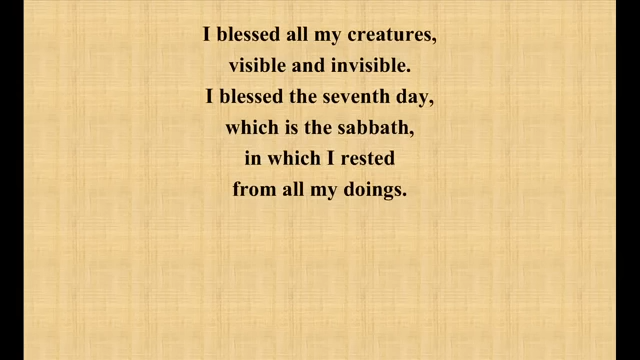 I blessed all my creatures,
visible and invisible.
I blessed the seventh day,
which is the sabbath,
in which I rested
from all my doings.